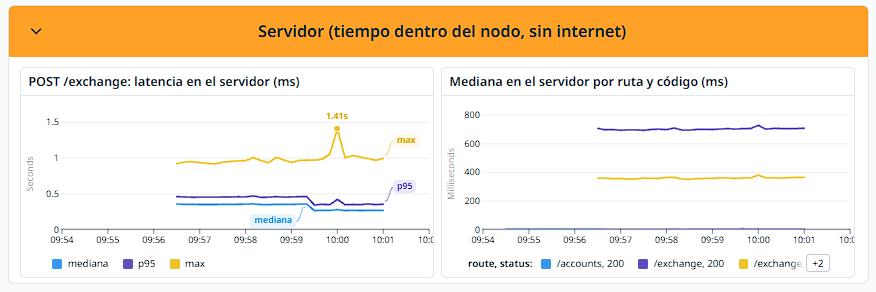 Servidor (tiempo dentro del nodo, sin internet)
POST /exchange: latencia en el servidor (ms)
1.5
1
0.5
0
Seconds
1.41s
max
p95
mediana
09:54 09:55 09:56 09:57 09:58 09:59 10:00 10:01
mediana p95 max
Mediana en el servidor por ruta y código (ms)
800
600
400
200
0
Milliseconds
09:54 09:55 09:56 09:57 09:58 09:59 10:00 10:01
route, status: /accounts, 200 /exchange, 200 /exchange, +2